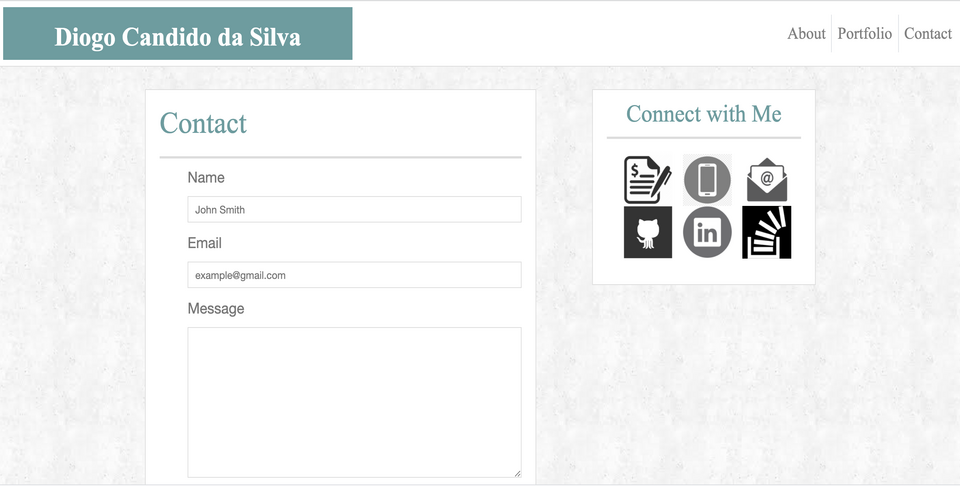 Diogo Candido da Silva
About Portfolio Contact
Contact
Name
John Smith
Email
example@gmail.com
Message
Connect with Me
$
@
in